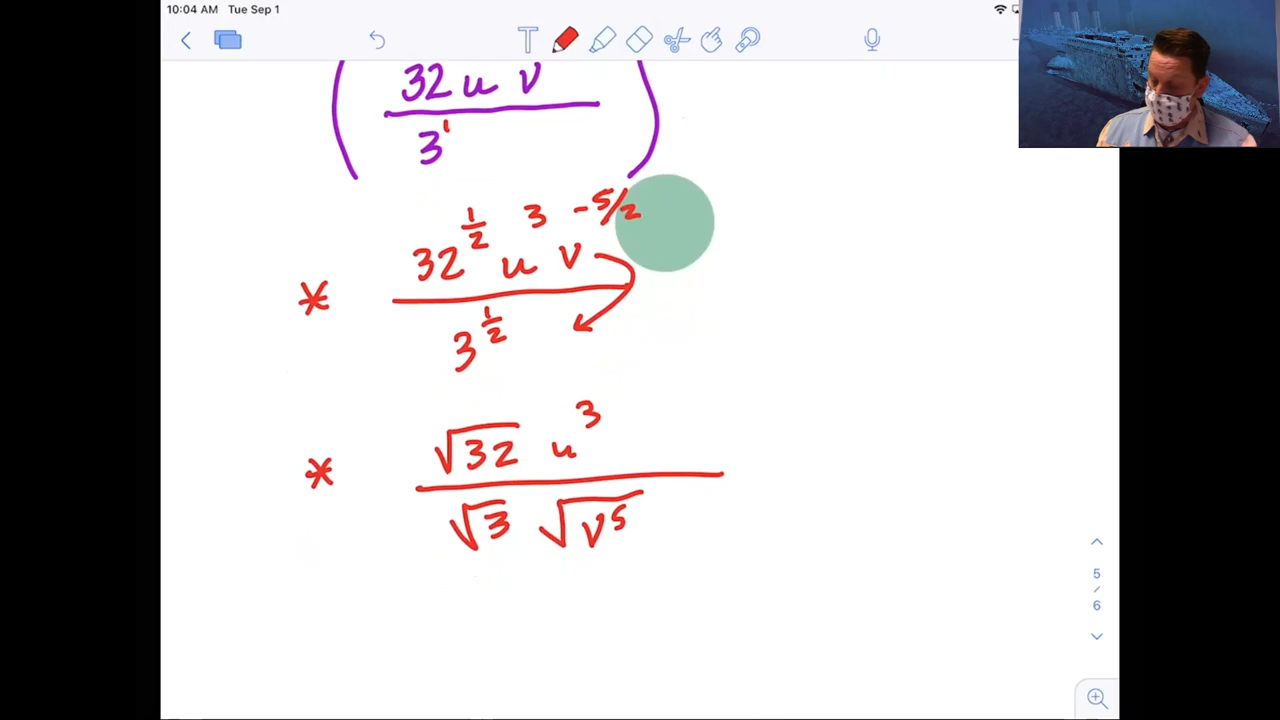 10:04 AM Tue Sep 1
T
32 u v
3^1
32^{1/2} u^3 v^{-5/2}
*
3^{1/2}
√32 u^3
*
√3 √v^5
5
/
6